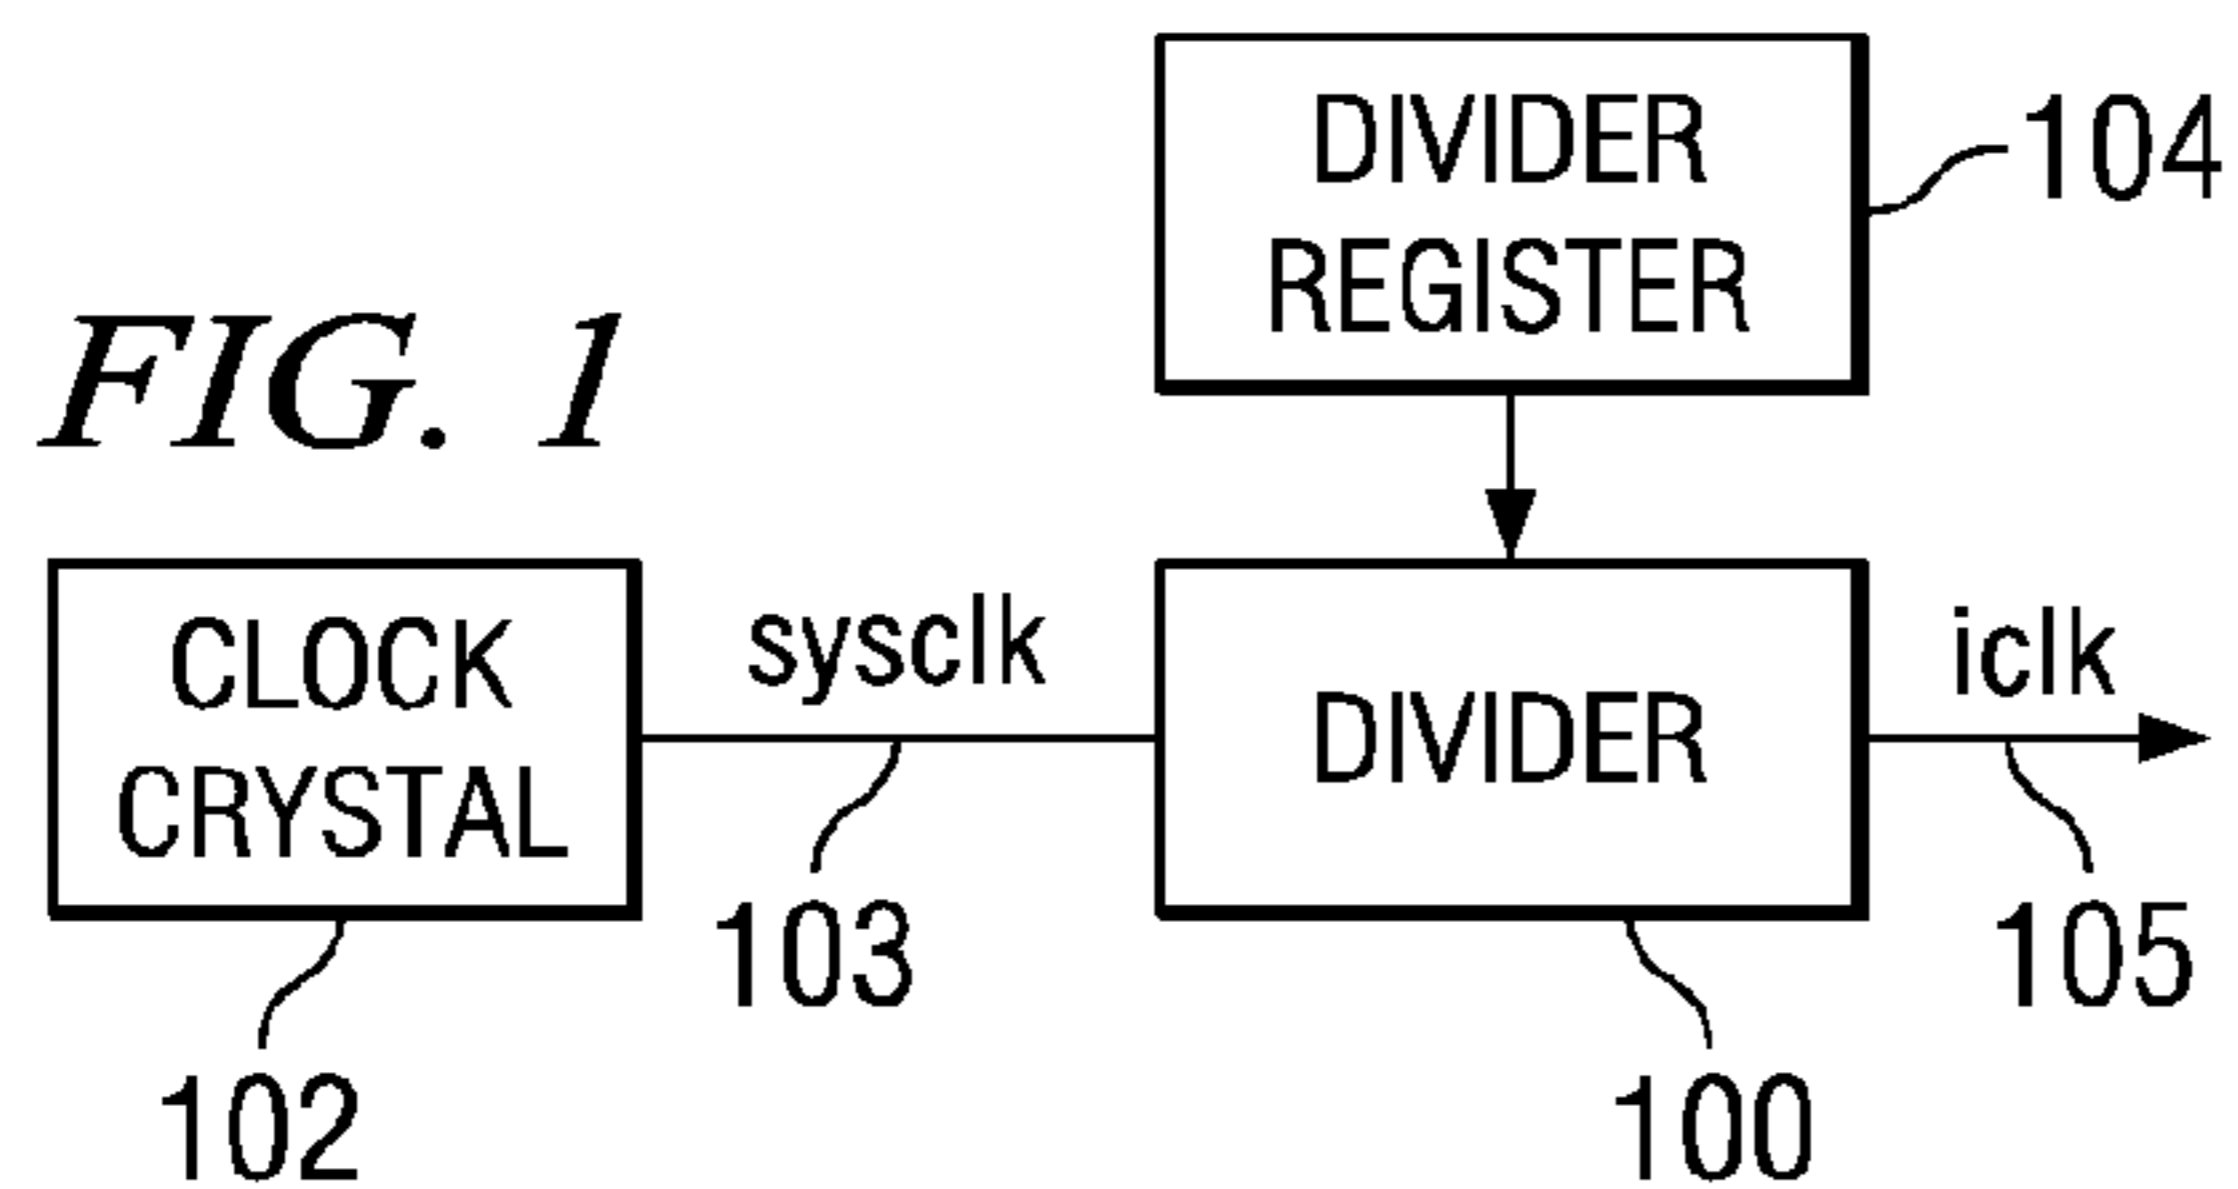 DIVIDER
REGISTER
104
FIG. 1
CLOCK
CRYSTAL
sysclk
DIVIDER
iclk
103
105
102
100